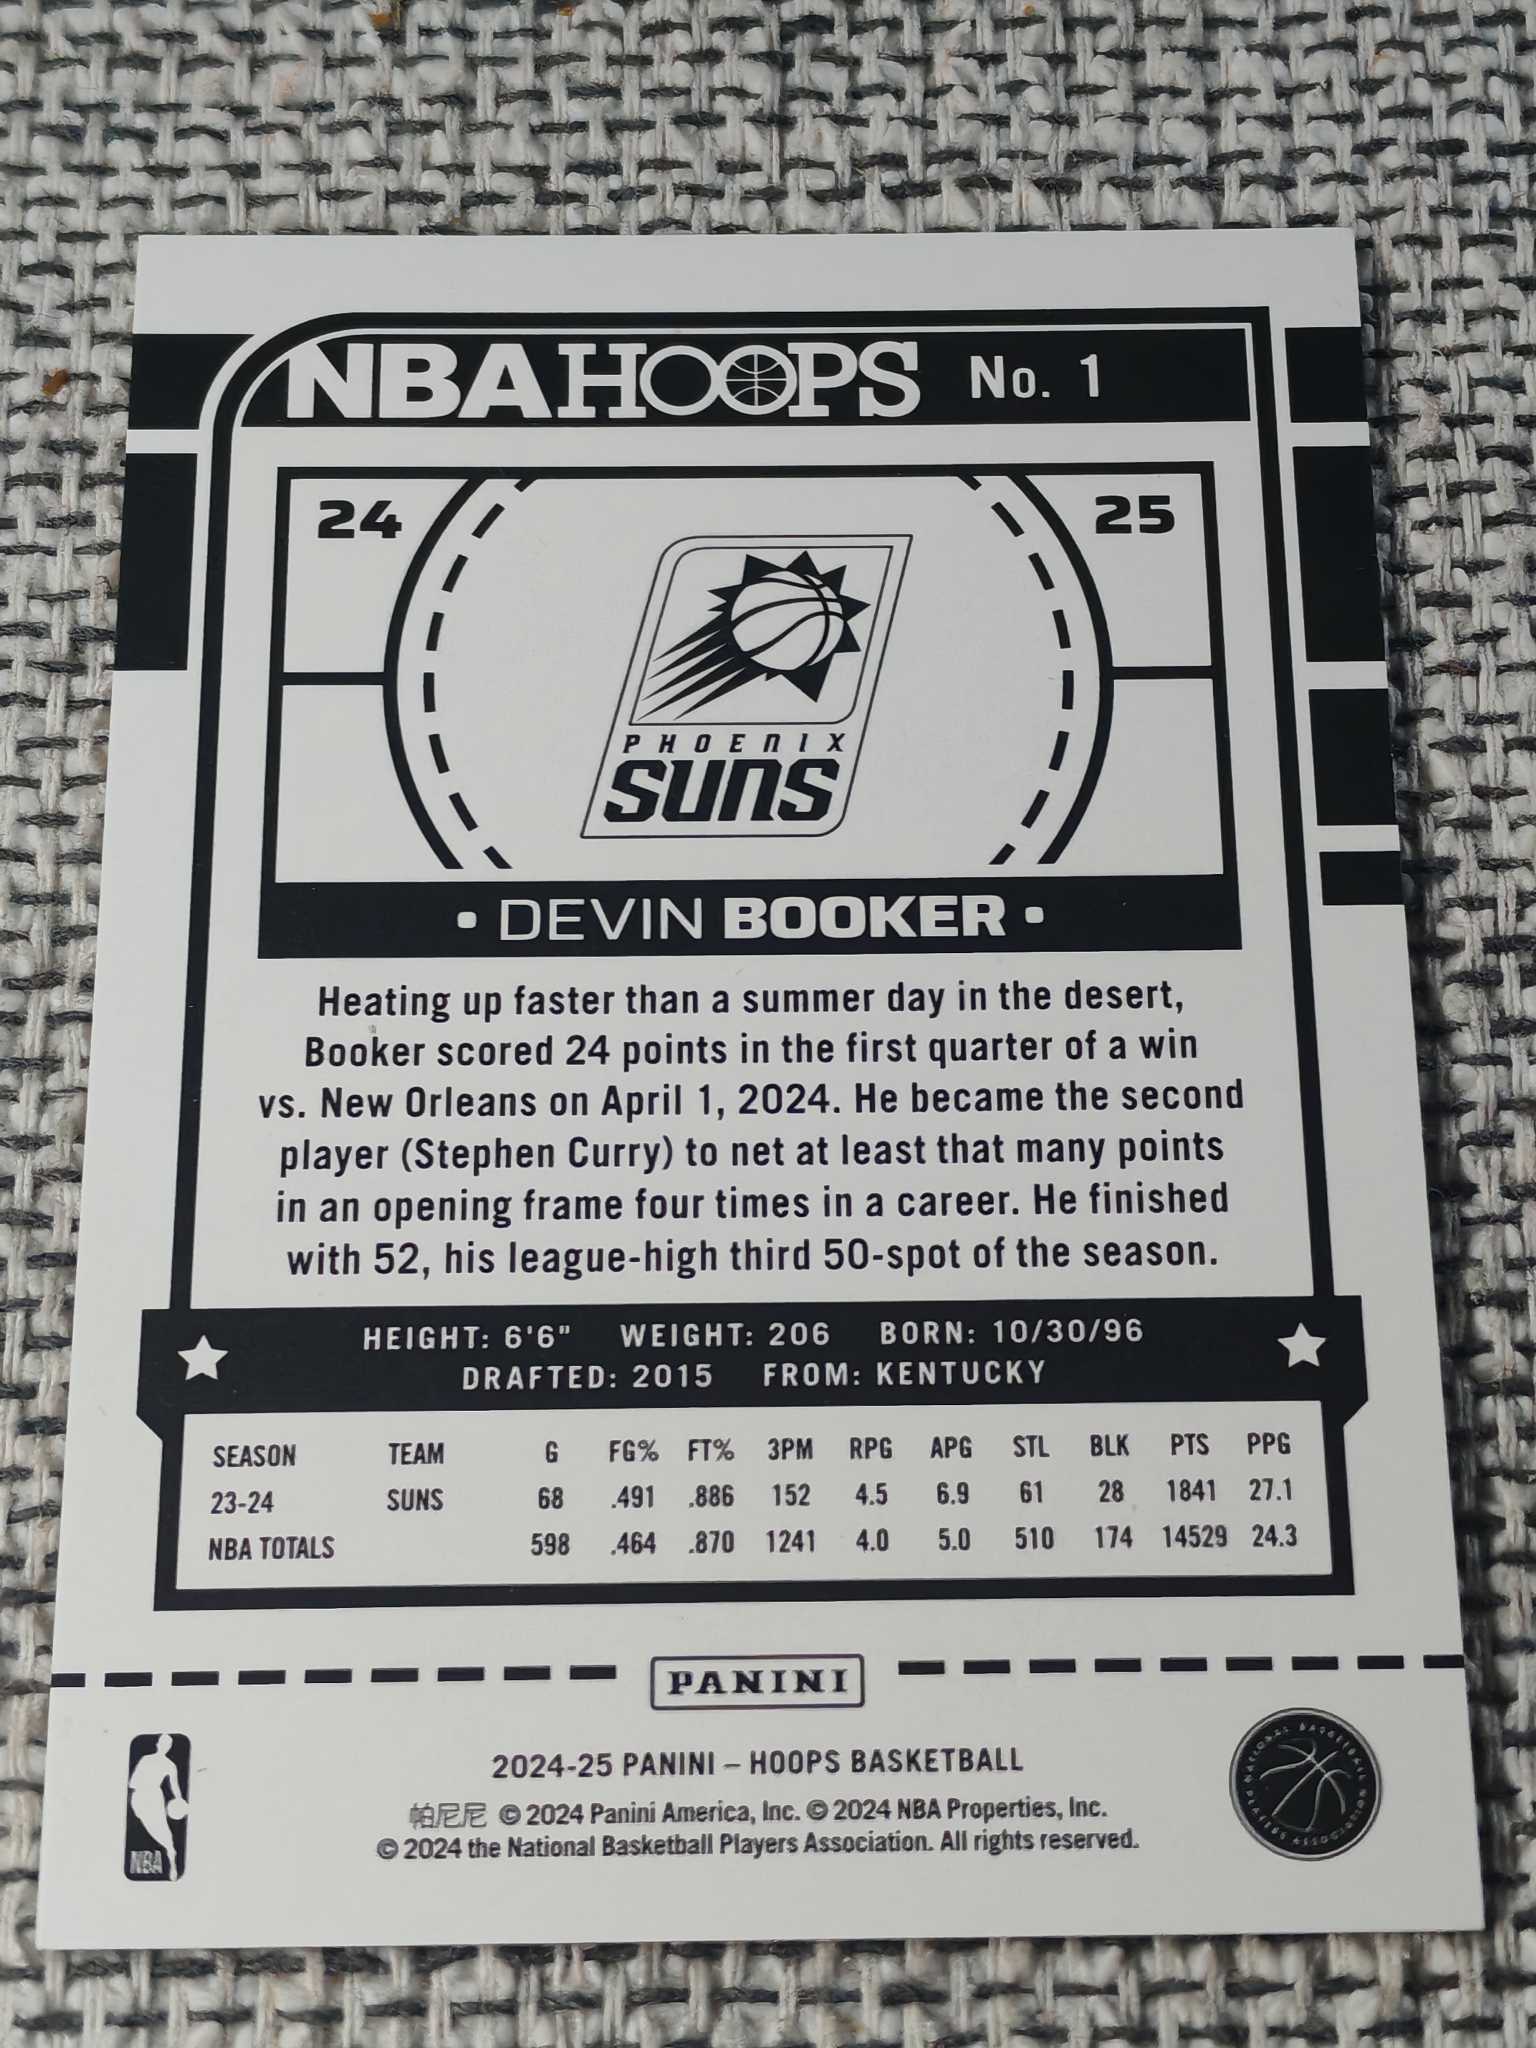 NBA HOOPS No. 1
24 25
PHOENIX
SUNS
• DEVIN BOOKER •
Heating up faster than a summer day in the desert,
Booker scored 24 points in the first quarter of a win
vs. New Orleans on April 1, 2024. He became the second
player (Stephen Curry) to net at least that many points
in an opening frame four times in a career. He finished
with 52, his league-high third 50-spot of the season.
HEIGHT: 6'6" WEIGHT: 206 BORN: 10/30/96
DRAFTED: 2015 FROM: KENTUCKY
SEASON TEAM G FG% FT% 3PM RPG APG STL BLK PTS PPG
23-24 SUNS 68 .491 .886 152 4.5 6.9 61 28 1841 27.1
NBA TOTALS 598 .464 .870 1241 4.0 5.0 510 174 14529 24.3
PANINI
2024-25 PANINI – HOOPS BASKETBALL
帕尼尼 © 2024 Panini America, Inc. © 2024 NBA Properties, Inc.
© 2024 the National Basketball Players Association. All rights reserved.
NBA
NATIONAL BASKETBALL PLAYERS ASSOCIATION